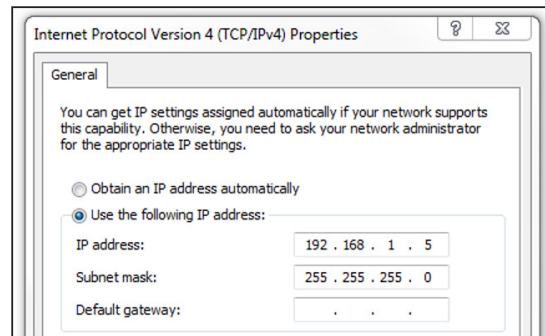 Internet Protocol Version 4 (TCP/IPv4) Properties
General
You can get IP settings assigned automatically if your network supports
this capability. Otherwise, you need to ask your network administrator
for the appropriate IP settings.
Obtain an IP address automatically
Use the following IP address:
IP address: 192 . 168 . 1 . 5
Subnet mask: 255 . 255 . 255 . 0
Default gateway: . . .